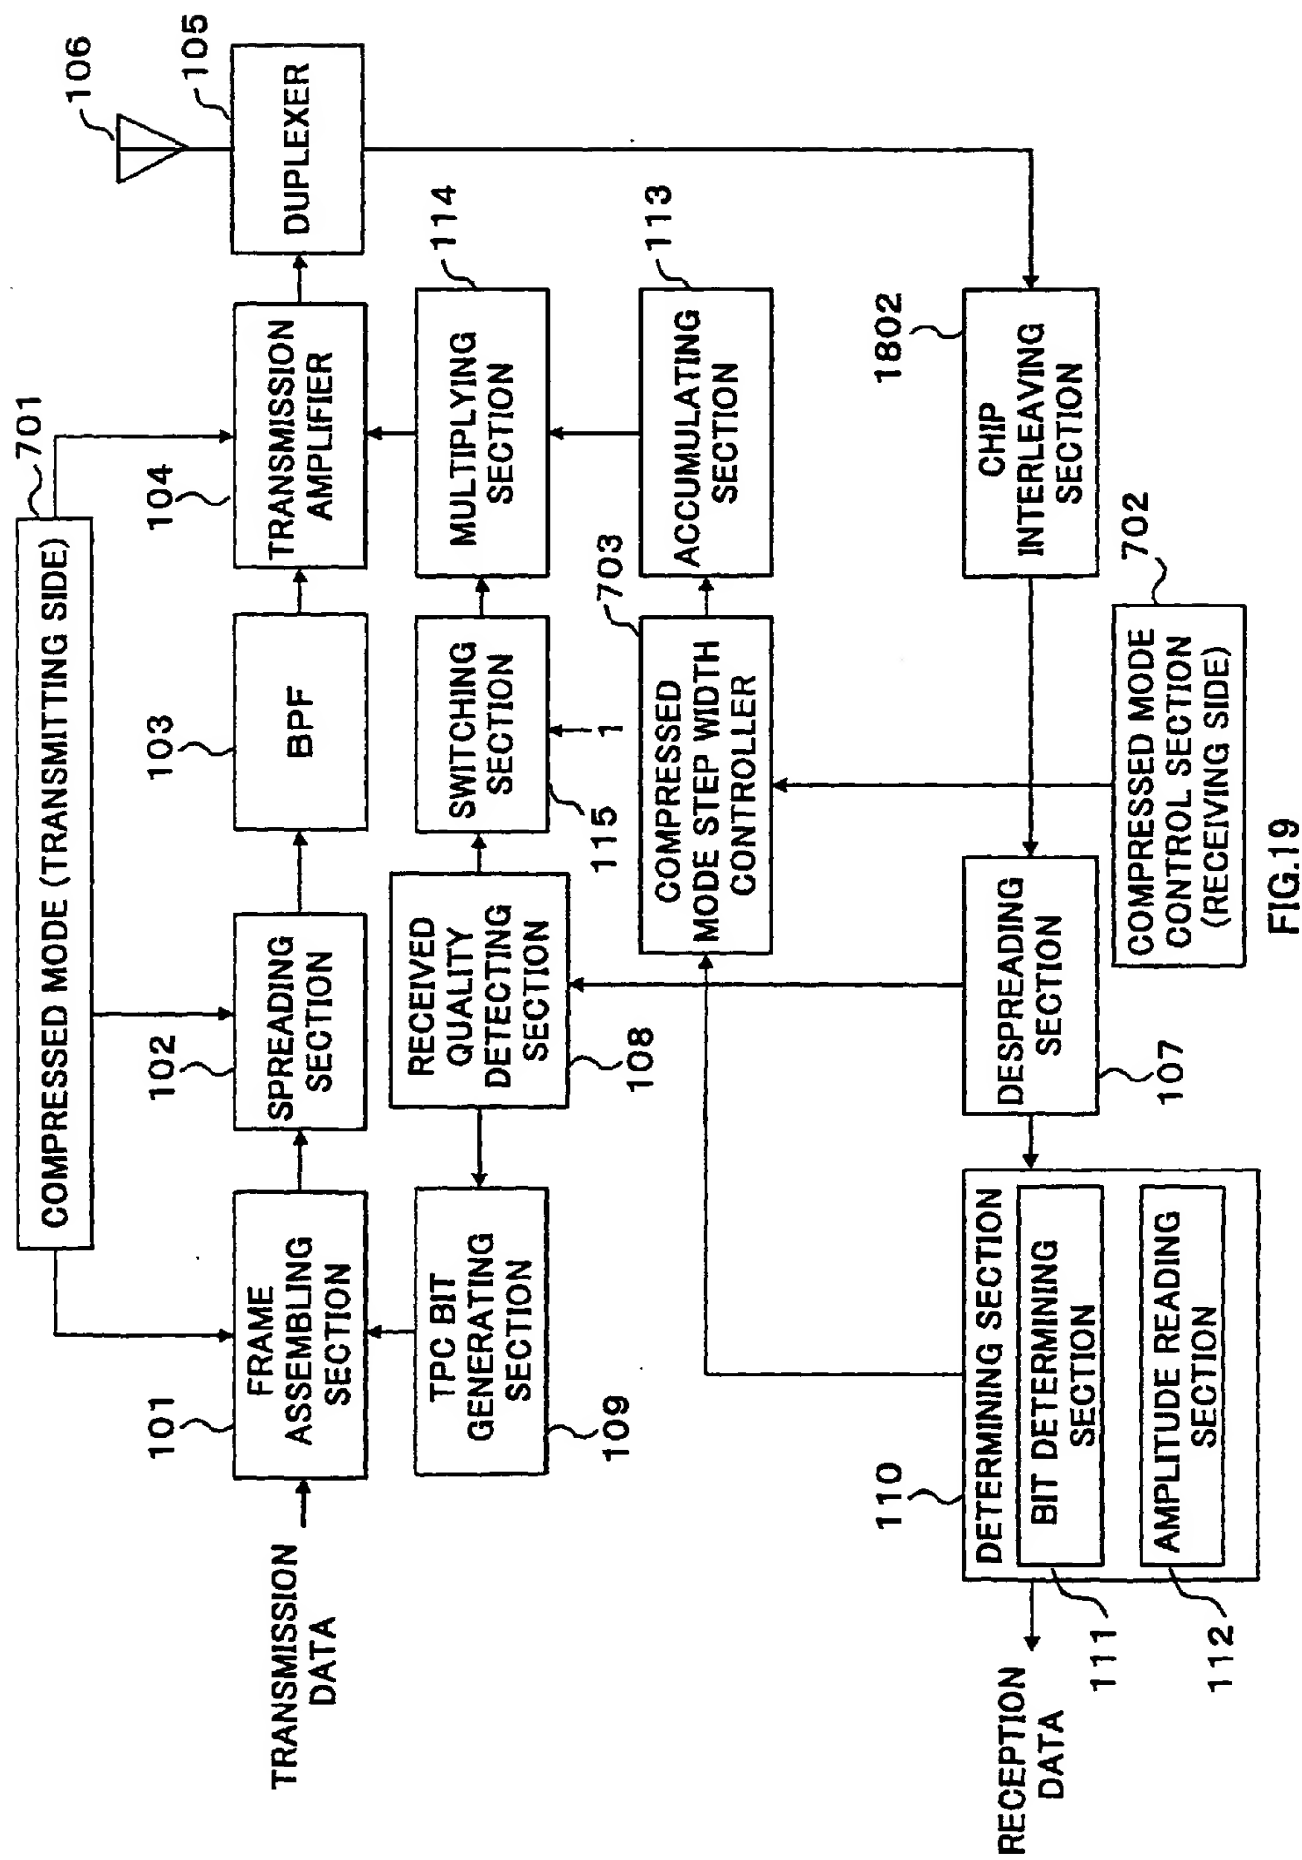 COMPRESSED MODE (TRANSMITTING SIDE)
701
106
105
DUPLEXER
101
FRAME
ASSEMBLING
SECTION
102
SPREADING
SECTION
103
BPF
104
TRANSMISSION
AMPLIFIER
TRANSMISSION
DATA
TPC BIT
GENERATING
SECTION
109
RECEIVED
QUALITY
DETECTING
SECTION
108
SWITCHING
SECTION
115
1
MULTIPLYING
SECTION
114
COMPRESSED
MODE STEP WIDTH
CONTROLLER
703
ACCUMULATING
SECTION
113
110
DETERMINING SECTION
BIT DETERMINING
SECTION
111
AMPLITUDE READING
SECTION
112
RECEPTION
DATA
DESPREADING
SECTION
107
CHIP
INTERLEAVING
SECTION
1802
702
COMPRESSED MODE
CONTROL SECTION
(RECEIVING SIDE)
FIG.19